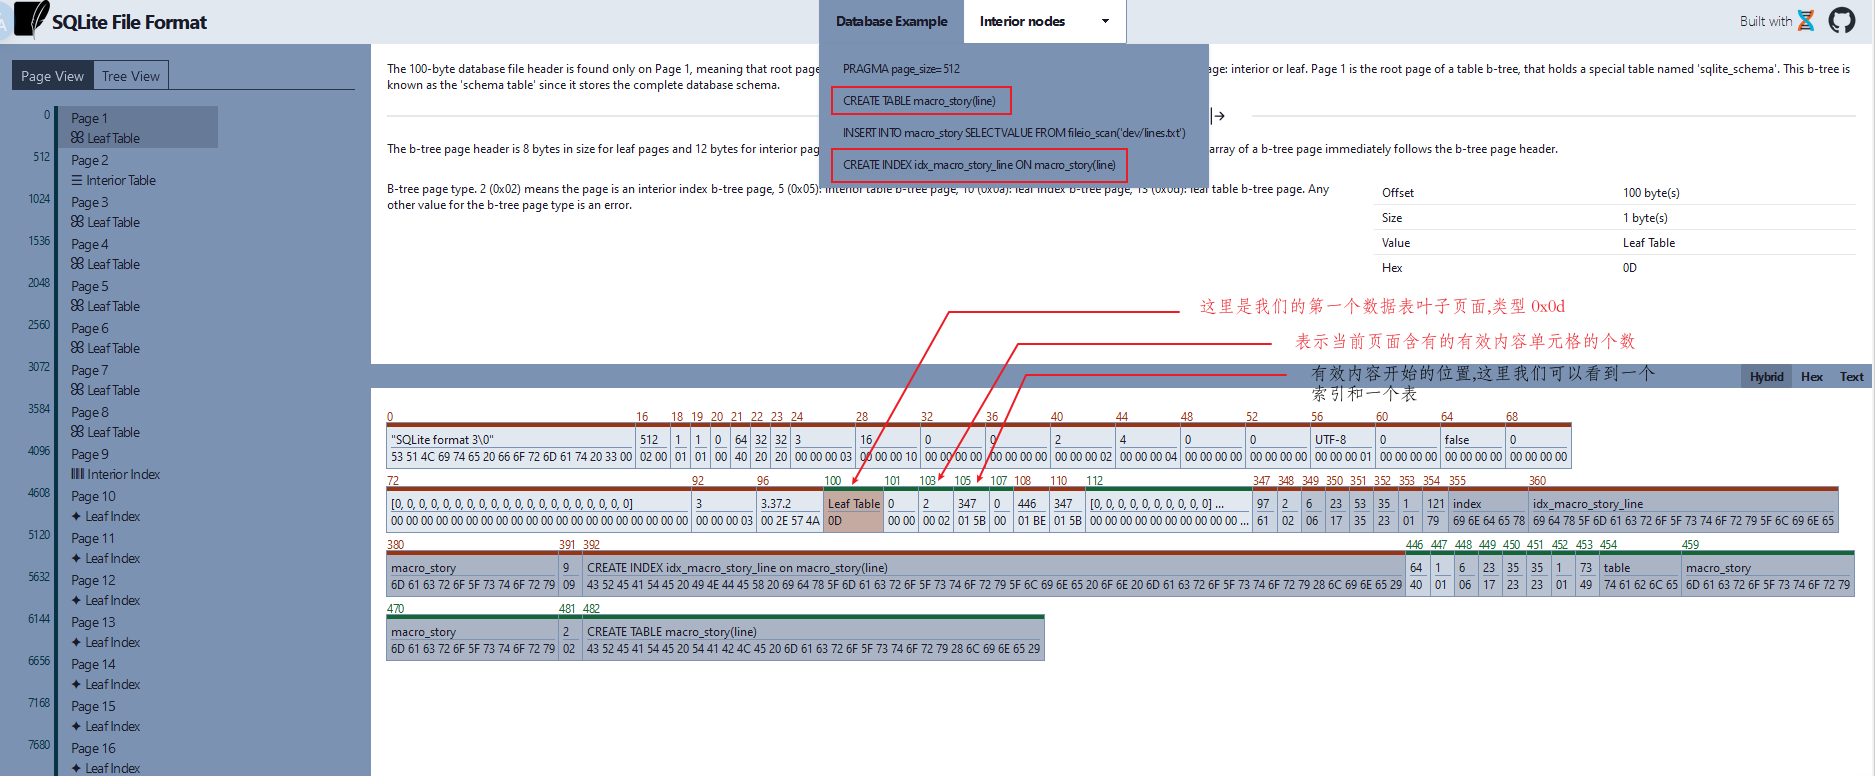 SQLite File Format
Database Example
Interior nodes
Built with
PRAGMA page_size=512
CREATE TABLE macro_story(line)
INSERT INTO macro_story SELECT VALUE FROM fileio_scan('dev/lines.txt')
CREATE INDEX idx_macro_story_line ON macro_story(line)
Page View Tree View
0 Page 1
Leaf Table
512 Page 2
Interior Table
1024 Page 3
Leaf Table
1536 Page 4
Leaf Table
2048 Page 5
Leaf Table
2560 Page 6
Leaf Table
3072 Page 7
Leaf Table
3584 Page 8
Leaf Table
4096 Page 9
Interior Index
4608 Page 10
Leaf Index
5120 Page 11
Leaf Index
5632 Page 12
Leaf Index
6144 Page 13
Leaf Index
6656 Page 14
Leaf Index
7168 Page 15
Leaf Index
7680 Page 16
Leaf Index
The 100-byte database file header is found only on Page 1, meaning that root pag age: interior or leaf. Page 1 is the root page of a table b-tree, that holds a special table named 'sqlite_schema'. This b-tree is
known as the 'schema table' since it stores the complete database schema.
The b-tree page header is 8 bytes in size for leaf pages and 12 bytes for interior pag array of a b-tree page immediately follows the b-tree page header.
B-tree page type. 2 (0x02) means the page is an interior index b-tree page, 5 (0x05): interior table b-tree page, 10 (0x0a): leaf index b-tree page, 13 (0x0d): leaf table b-tree page. Any
other value for the b-tree page type is an error.
Offset 100 byte(s)
Size 1 byte(s)
Value Leaf Table
Hex 0D
这里是我们的第一个数据表叶子页面,类型 0x0d
表示当前页面含有的有效内容单元格的个数
有效内容开始的位置,这里我们可以看到一个
索引和一个表
Hybrid Hex Text
0 16 18 19 20 21 22 23 24 28 32 36 40 44 48 52 56 60 64 68
"SQLite format 3\0" 512 1 1 0 64 32 32 3 16 0 0 2 4 0 0 UTF-8 0 false 0
53 51 4C 69 74 65 20 66 6F 72 6D 61 74 20 33 00 02 00 01 01 00 40 20 20 00 00 00 03 00 00 00 10 00 00 00 00 00 00 00 00 00 00 00 02 00 00 00 04 00 00 00 00 00 00 00 00 00 00 00 01 00 00 00 00 00 00 00 00 00 00 00 00
72 92 96 100 101 103 105 107 108 110 112 347 348 349 350 351 352 353 354 355 360
[0, 0, 0, 0, 0, 0, 0, 0, 0, 0, 0, 0, 0, 0, 0, 0, 0, 0, 0, 0] 3 3.37.2 Leaf Table 0 2 347 0 446 347 [0, 0, 0, 0, 0, 0, 0, 0, 0, 0] ... 97 2 6 23 53 35 1 121 index idx_macro_story_line
00 00 00 00 00 00 00 00 00 00 00 00 00 00 00 00 00 00 00 00 00 00 00 03 00 2E 57 4A 0D 00 00 00 02 01 5B 00 01 BE 01 5B 00 00 00 00 00 00 00 00 00 00 ... 61 02 06 17 35 23 01 79 69 6E 64 65 78 69 64 78 5F 6D 61 63 72 6F 5F 73 74 6F 72 79 5F 6C 69 6E 65
380 391 392 446 447 448 449 450 451 452 453 454 459
macro_story 9 CREATE INDEX idx_macro_story_line on macro_story(line) 64 1 6 23 35 35 1 73 table macro_story
6D 61 63 72 6F 5F 73 74 6F 72 79 09 43 52 45 41 54 45 20 49 4E 44 45 58 20 69 64 78 5F 6D 61 63 72 6F 5F 73 74 6F 72 79 5F 6C 69 6E 65 20 6F 6E 20 6D 61 63 72 6F 5F 73 74 6F 72 79 28 6C 69 6E 65 29 40 01 06 17 23 23 01 49 74 61 62 6C 65 6D 61 63 72 6F 5F 73 74 6F 72 79
470 481 482
macro_story 2 CREATE TABLE macro_story(line)
6D 61 63 72 6F 5F 73 74 6F 72 79 02 43 52 45 41 54 45 20 54 41 42 4C 45 20 6D 61 63 72 6F 5F 73 74 6F 72 79 28 6C 69 6E 65 29